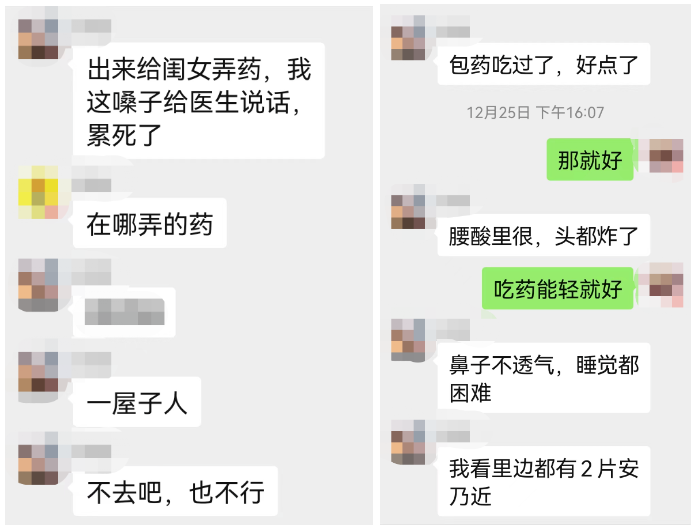 出来给闺女弄药，我
这嗓子给医生说话，
累死了
在哪弄的药
一屋子人
不去吧，也不行
包药吃过了，好点了
12月25日 下午16:07
那就好
腰酸里很，头都炸了
吃药能轻就好
鼻子不透气，睡觉都
困难
我看里边都有2片安
乃近